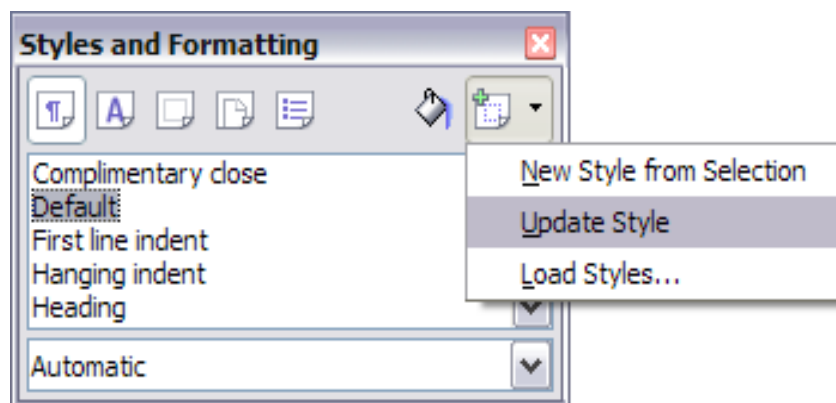 Styles and Formatting
Complimentary close
Default
First line indent
Hanging indent
Heading
Automatic
New Style from Selection
Update Style
Load Styles...